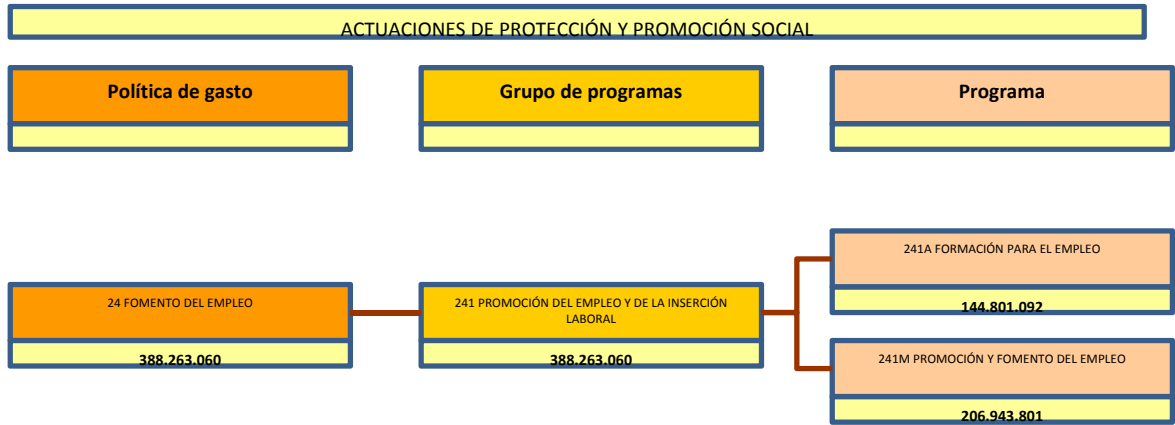 ACTUACIONES DE PROTECCIÓN Y PROMOCIÓN SOCIAL
Política de gasto
Grupo de programas
Programa
24 FOMENTO DEL EMPLEO
388.263.060
241 PROMOCIÓN DEL EMPLEO Y DE LA INSERCIÓN
LABORAL
388.263.060
241A FORMACIÓN PARA EL EMPLEO
144.801.092
241M PROMOCIÓN Y FOMENTO DEL EMPLEO
206.943.801